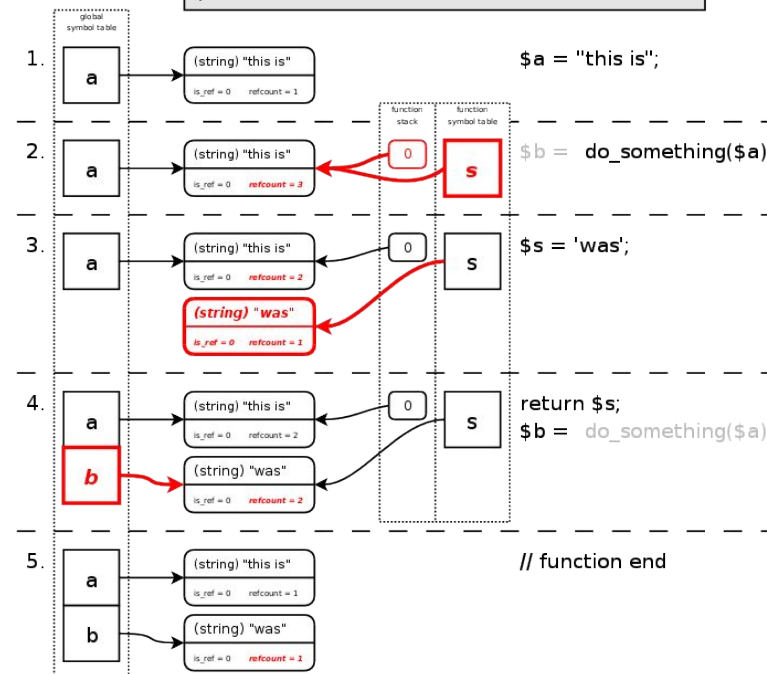 global
symbol table
1.
a
(string) "this is"
is_ref = 0 refcount = 1
$a = "this is";
function
stack
function
symbol table
2.
a
(string) "this is"
is_ref = 0 refcount = 3
0
s
$b = do_something($a)
3.
a
(string) "this is"
is_ref = 0 refcount = 2
0
s
$s = 'was';
(string) "was"
is_ref = 0 refcount = 1
4.
a
(string) "this is"
is_ref = 0 refcount = 2
0
s
return $s;
$b = do_something($a)
b
(string) "was"
is_ref = 0 refcount = 2
5.
a
(string) "this is"
is_ref = 0 refcount = 1
// function end
b
(string) "was"
is_ref = 0 refcount = 1